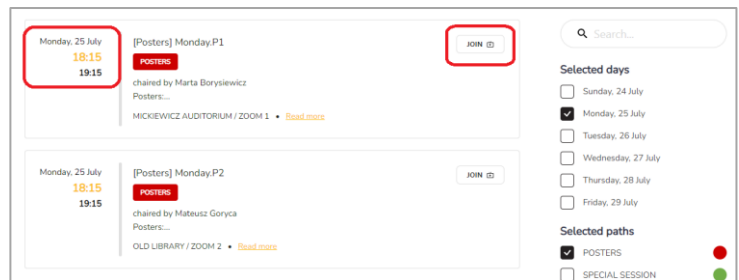 Monday, 25 July
18:15
19:15
[Posters] Monday.P1
POSTERS
chaired by Marta Borysiewicz
Posters:...
MICKIEWICZ AUDITORIUM / ZOOM 1 • Read more
JOIN
Monday, 25 July
18:15
19:15
[Posters] Monday.P2
POSTERS
chaired by Mateusz Goryca
Posters:...
OLD LIBRARY / ZOOM 2 • Read more
JOIN
Search...
Selected days
Sunday, 24 July
Monday, 25 July
Tuesday, 26 July
Wednesday, 27 July
Thursday, 28 July
Friday, 29 July
Selected paths
POSTERS
SPECIAL SESSION